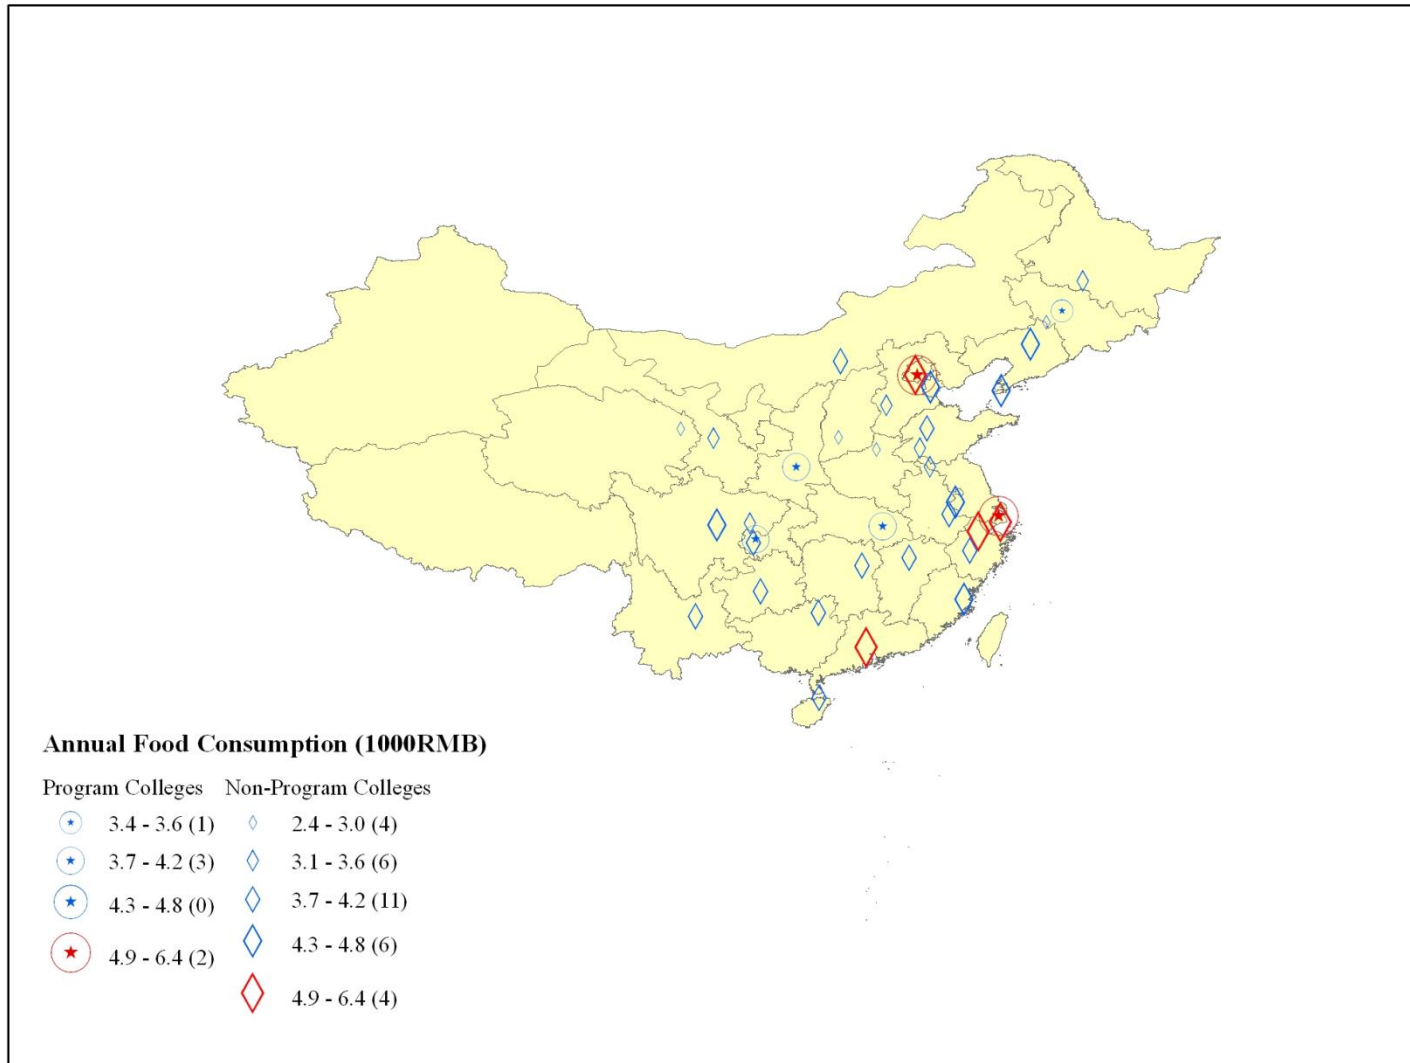 Annual Food Consumption (1000RMB)
Program Colleges Non-Program Colleges
3.4 - 3.6 (1) 2.4 - 3.0 (4)
3.7 - 4.2 (3) 3.1 - 3.6 (6)
4.3 - 4.8 (0) 3.7 - 4.2 (11)
4.9 - 6.4 (2) 4.3 - 4.8 (6)
4.9 - 6.4 (4)